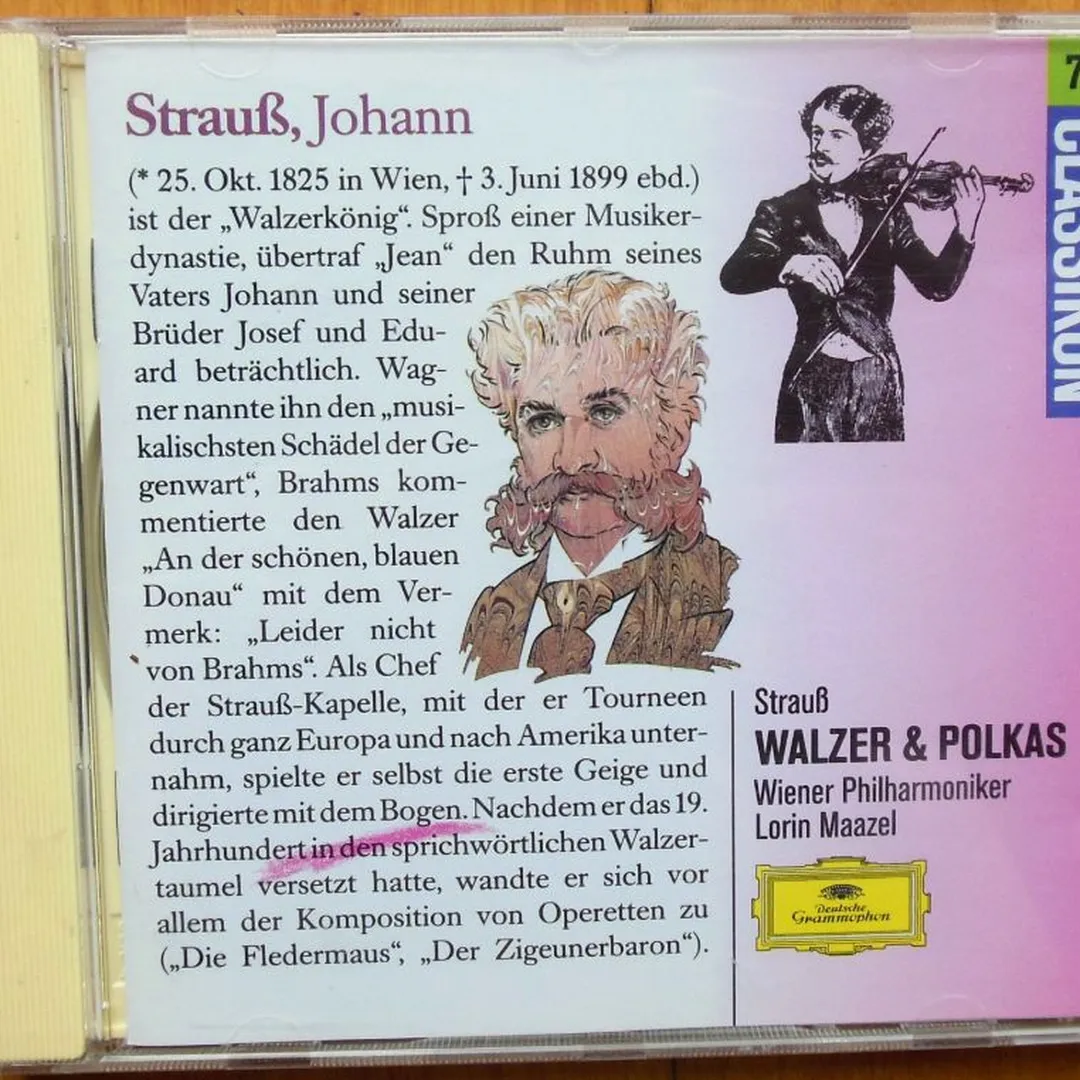 Strauß, Johann
(* 25. Okt. 1825 in Wien, † 3. Juni 1899 ebd.)
ist der „Walzerkönig“. Sproß einer Musiker-
dynastie, übertraf „Jean“ den Ruhm seines
Vaters Johann und seiner
Brüder Josef und Edu-
ard beträchtlich. Wag-
ner nannte ihn den „musi-
kalischsten Schädel der Ge-
genwart“, Brahms kom-
mentierte den Walzer
„An der schönen, blauen
Donau“ mit dem Ver-
merk: „Leider nicht
von Brahms“. Als Chef
der Strauß-Kapelle, mit der er Tourneen
durch ganz Europa und nach Amerika unter-
nahm, spielte er selbst die erste Geige und
dirigierte mit dem Bogen. Nachdem er das 19.
Jahrhundert in den sprichwörtlichen Walzer-
taumel versetzt hatte, wandte er sich vor
allem der Komposition von Operetten zu
(„Die Fledermaus“, „Der Zigeunerbaron“).
7
CLASSIKON
Strauß
WALZER & POLKAS
Wiener Philharmoniker
Lorin Maazel
Deutsche
Grammophon